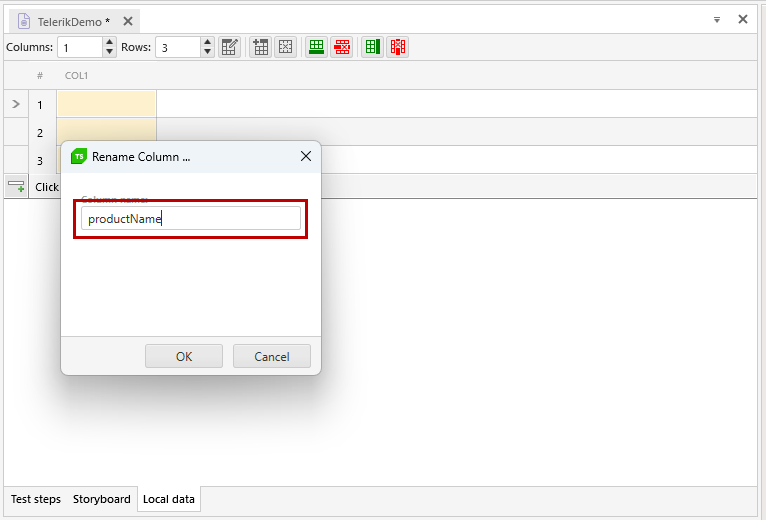 TelerikDemo *
Columns: 1 Rows: 3
# COL1
1
2
3
TS Rename Column ...
Click
Column name:
productName
OK Cancel
Test steps Storyboard Local data